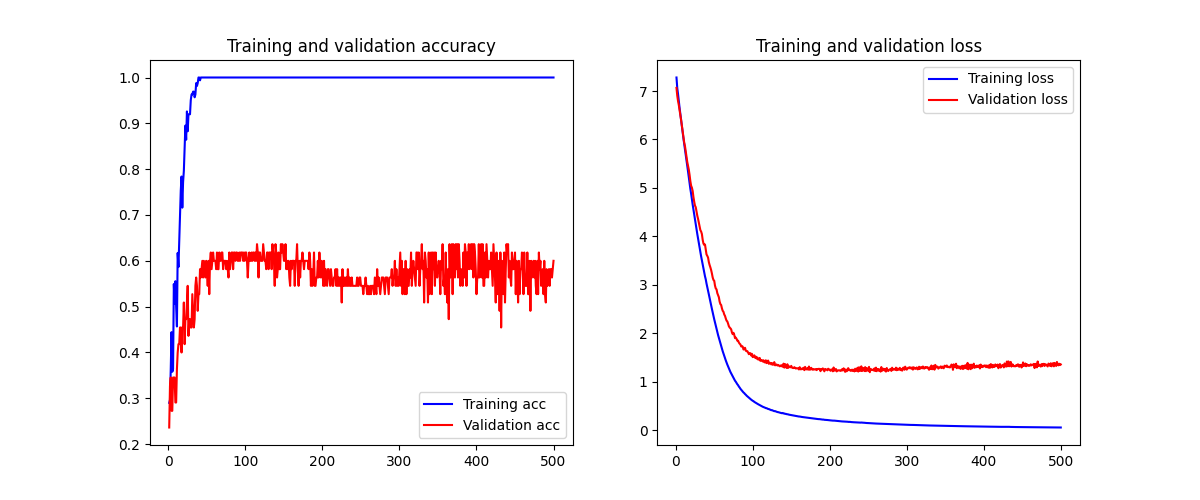 Training and validation accuracy
1.0
0.9
0.8
0.7
0.6
0.5
0.4
0.3
0.2
0 100 200 300 400 500
Training acc
Validation acc
Training and validation loss
7
6
5
4
3
2
1
0
0 100 200 300 400 500
Training loss
Validation loss